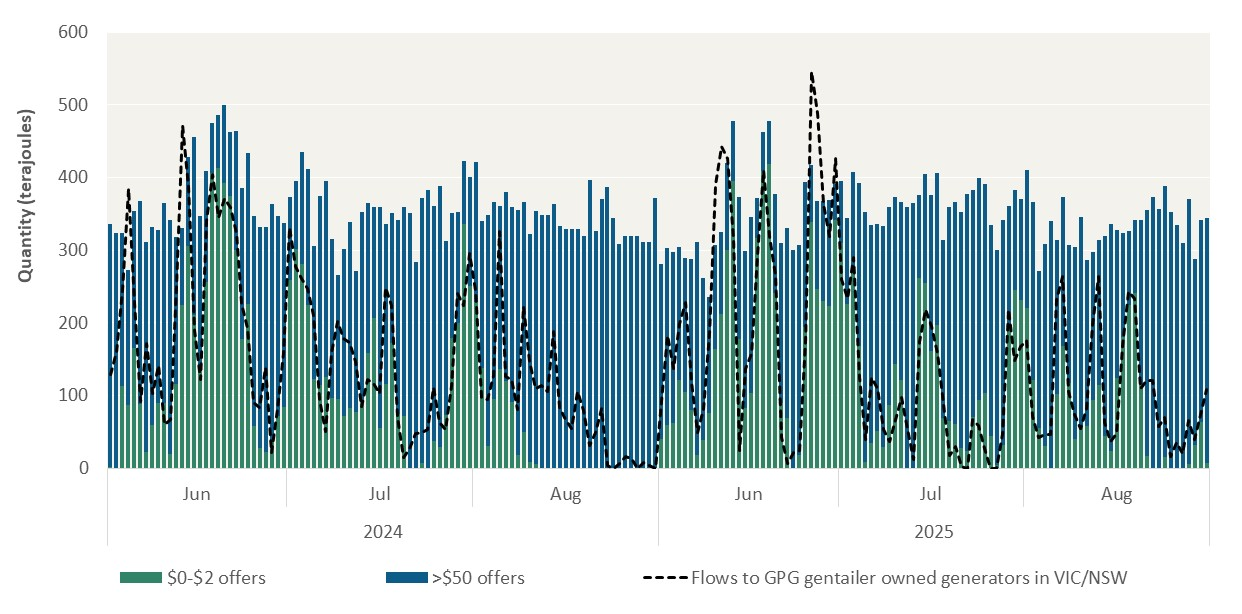 Quantity (terajoules)
600
500
400
300
200
100
0
Jun
Jul
Aug
Jun
Jul
Aug
2024
2025
$0-$2 offers
>$50 offers
Flows to GPG gentailer owned generators in VIC/NSW